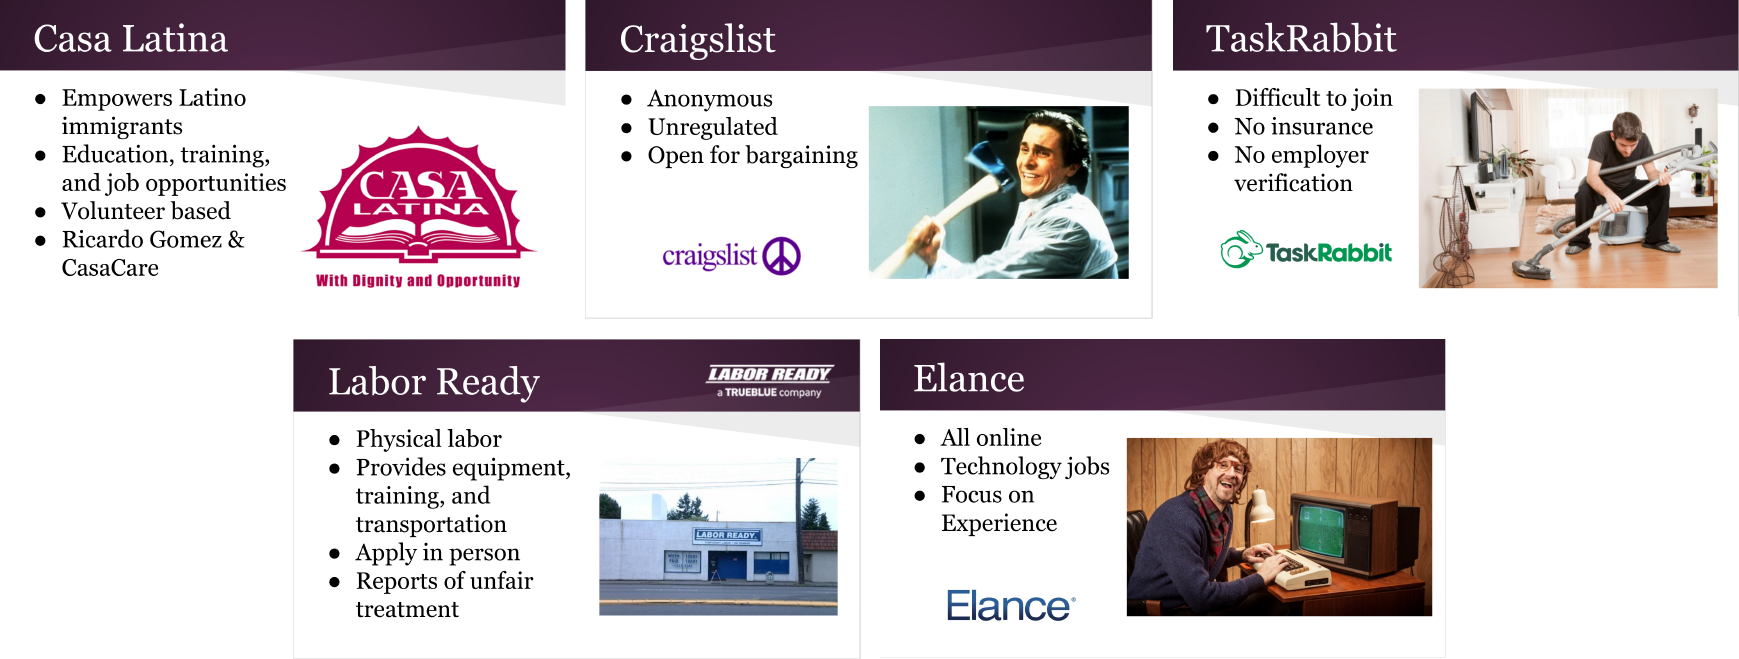 Casa Latina
● Empowers Latino
immigrants
● Education, training,
and job opportunities
● Volunteer based
● Ricardo Gomez &
CasaCare
CASA
LATINA
With Dignity and Opportunity
Craigslist
● Anonymous
● Unregulated
● Open for bargaining
craigslist
TaskRabbit
● Difficult to join
● No insurance
● No employer
verification
TaskRabbit
Labor Ready
LABOR READY
a TRUEBLUE company
● Physical labor
● Provides equipment,
training, and
transportation
● Apply in person
● Reports of unfair
treatment
LABOR READY
Elance
● All online
● Technology jobs
● Focus on
Experience
Elance®